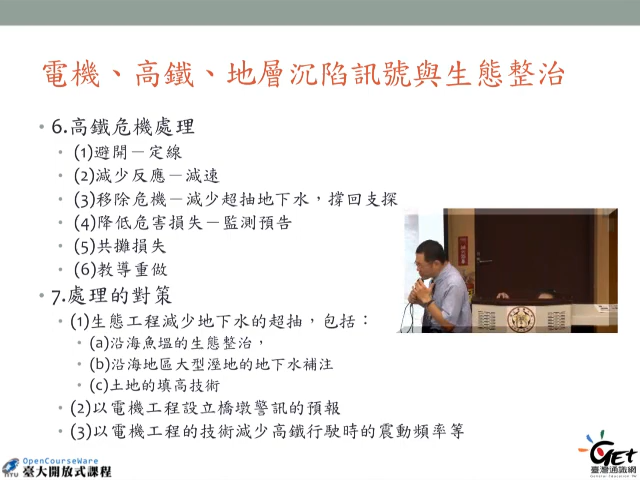 電機、高鐵、地層沉陷訊號與生態整治
• 6.高鐵危機處理
• (1)避開－定線
• (2)減少反應－減速
• (3)移除危機－減少超抽地下水，撐回支探
• (4)降低危害損失－監測預告
• (5)共攤損失
• (6)教導重做
• 7.處理的對策
• (1)生態工程減少地下水的超抽，包括：
• (a)沿海魚塭的生態整治，
• (b)沿海地區大型溼地的地下水補注
• (c)土地的填高技術
• (2)以電機工程設立橋墩警訊的預報
• (3)以電機工程的技術減少高鐵行駛時的震動頻率等
OpenCourseWare
NTU 臺大開放式課程
GET
臺灣通識網